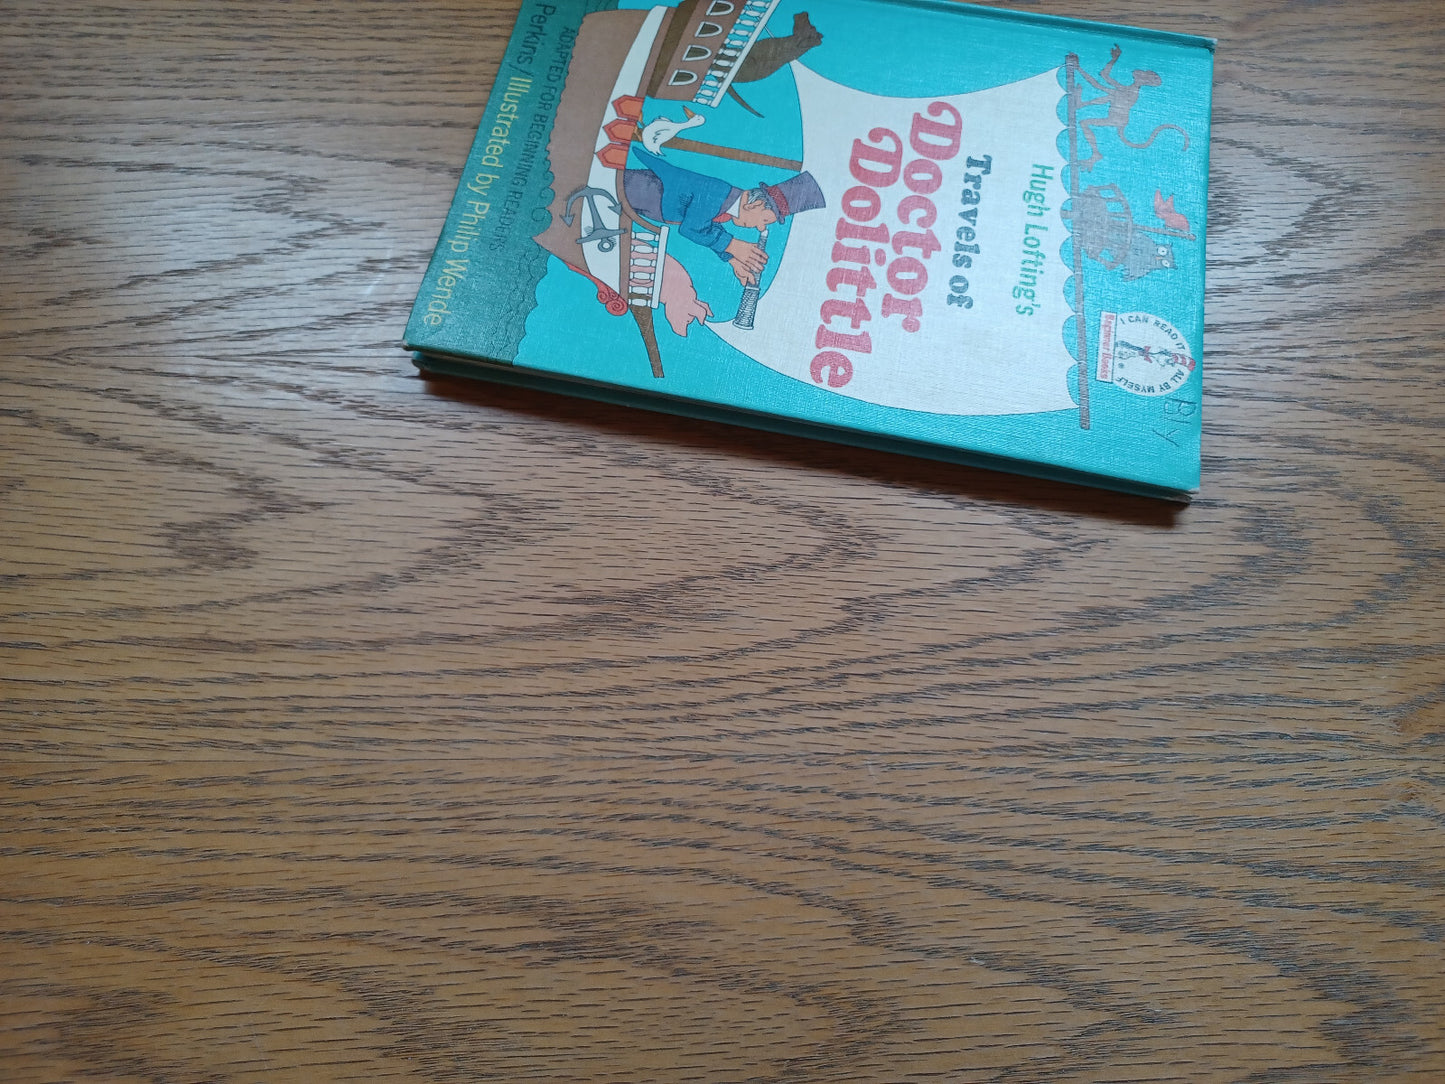 Hugh Lofting's
Travels of
Doctor
Dolittle
I CAN READ IT ALL BY MYSELF
Beginner Books
ADAPTED FOR BEGINNING READERS
Perkins/Illustrated by Philip Wende